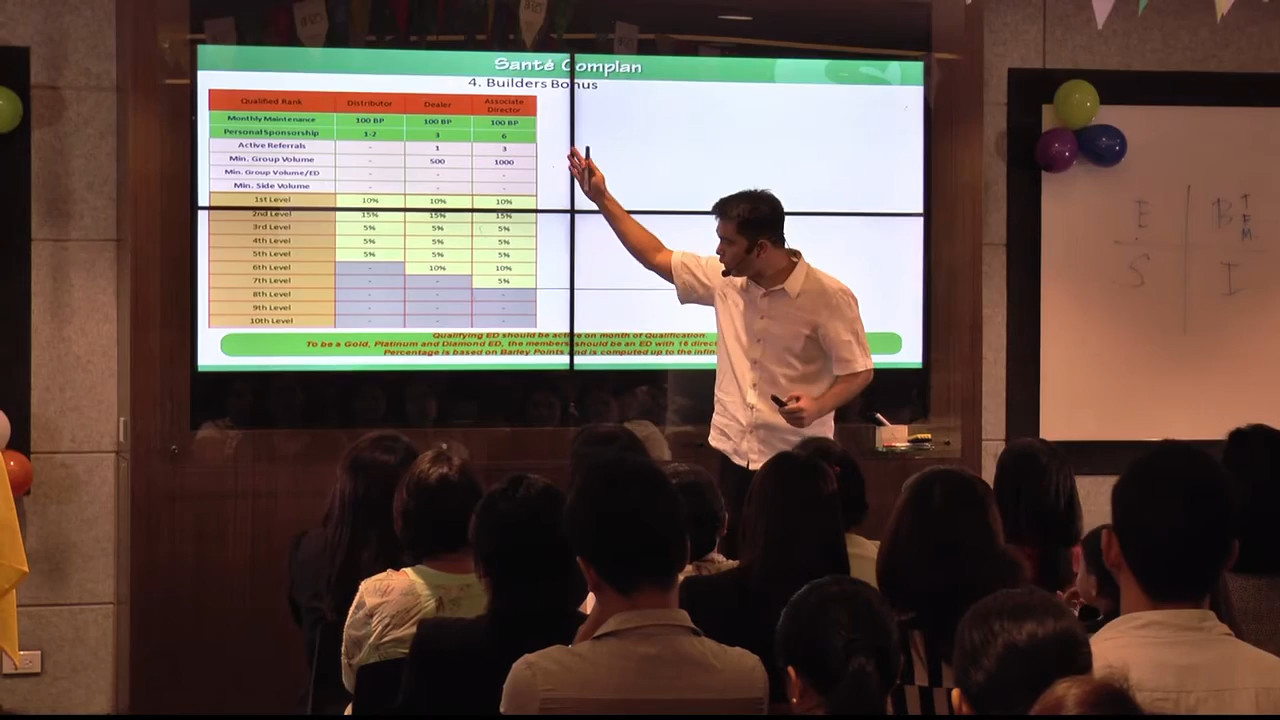 Santé Complan
4. Builders Bonus
Qualified Rank Distributor Dealer Associate Director
Monthly Maintenance 100 BP 100 BP 100 BP
Personal Sponsorship 1-2 3 6
Active Referrals - 1 3
Min. Group Volume - 500 1000
Min. Group Volume/ED - - -
Min. Side Volume - - -
1st Level 10% 10% 10%
2nd Level 15% 15% 15%
3rd Level 5% 5% 5%
4th Level 5% 5% 5%
5th Level 5% 5% 5%
6th Level - 10% 10%
7th Level - - 5%
8th Level - - -
9th Level - - -
10th Level - - -
Qualifying ED should be active on month of Qualification.
To be a Gold, Platinum and Diamond ED, the members should be an ED with 16 direc
Percentage is based on Barley Points and is computed up to the infin
E B T.E.M.
S I